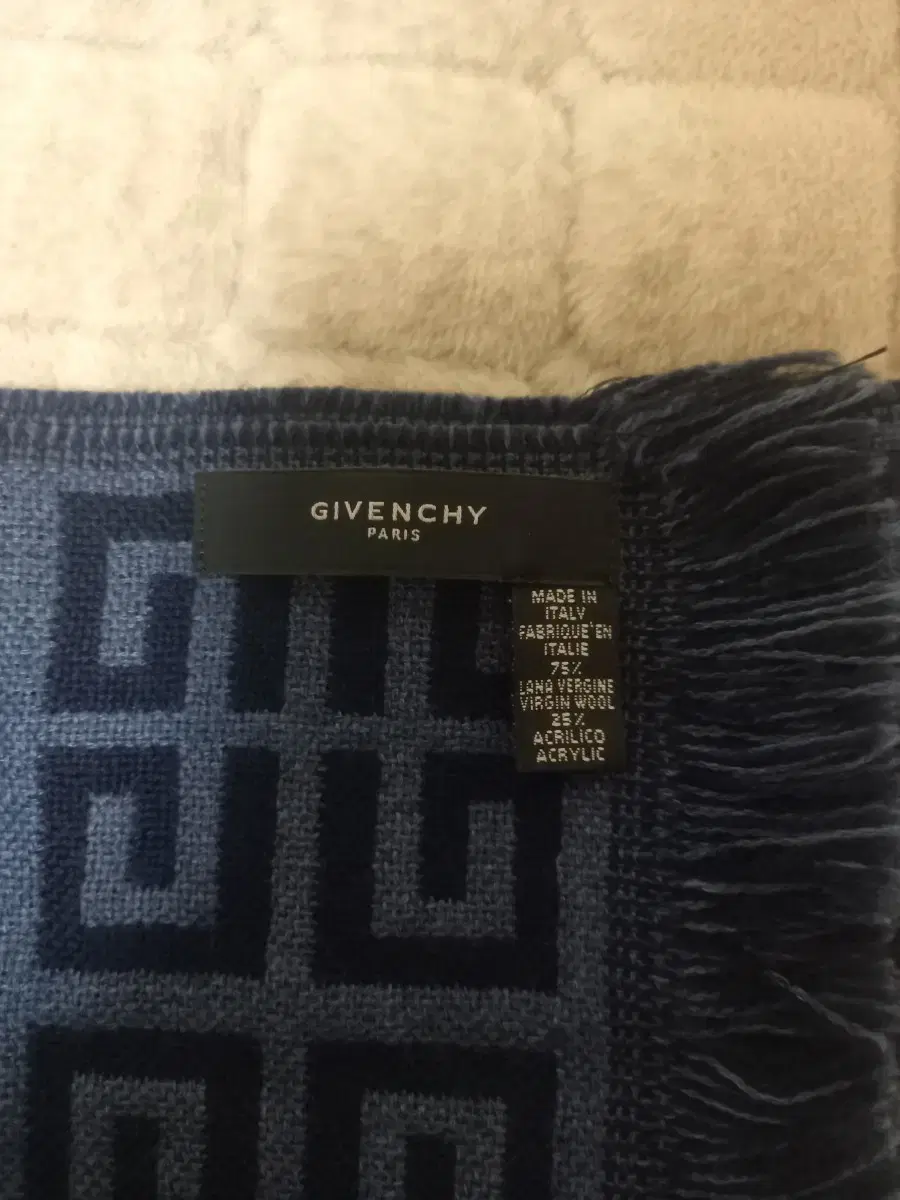 GIVENCHY
PARIS
MADE IN
ITALY
FABRIQUE'EN
ITALIE
75%
LANA VERGINE
VIRGIN WOOL
25%
ACRILICO
ACRYLIC